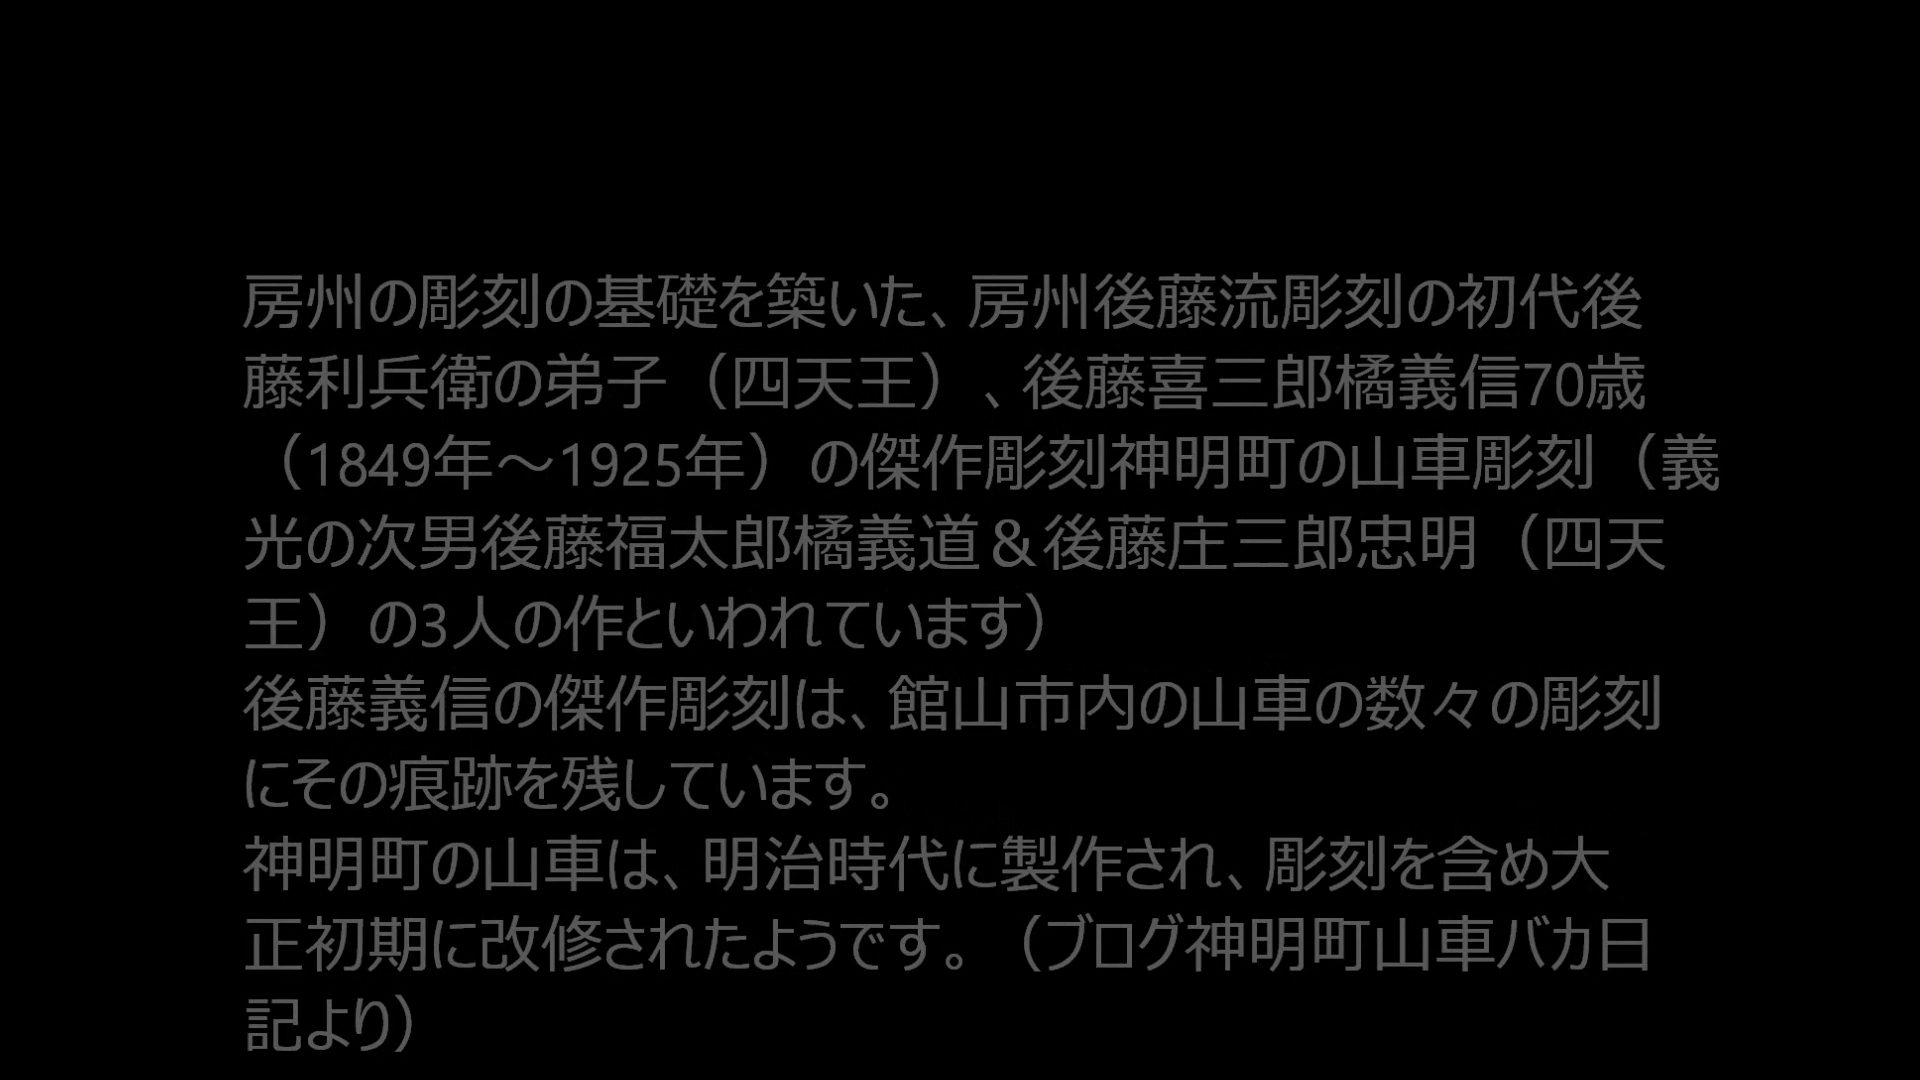 房州の彫刻の基礎を築いた、房州後藤流彫刻の初代後
藤利兵衛の弟子（四天王）、後藤喜三郎橘義信70歳
（1849年～1925年）の傑作彫刻神明町の山車彫刻（義
光の次男後藤福太郎橘義道＆後藤庄三郎忠明（四天
王）の3人の作といわれています）
後藤義信の傑作彫刻は、館山市内の山車の数々の彫刻
にその痕跡を残しています。
神明町の山車は、明治時代に製作され、彫刻を含め大
正初期に改修されたようです。（ブログ神明町山車バカ日
記より）